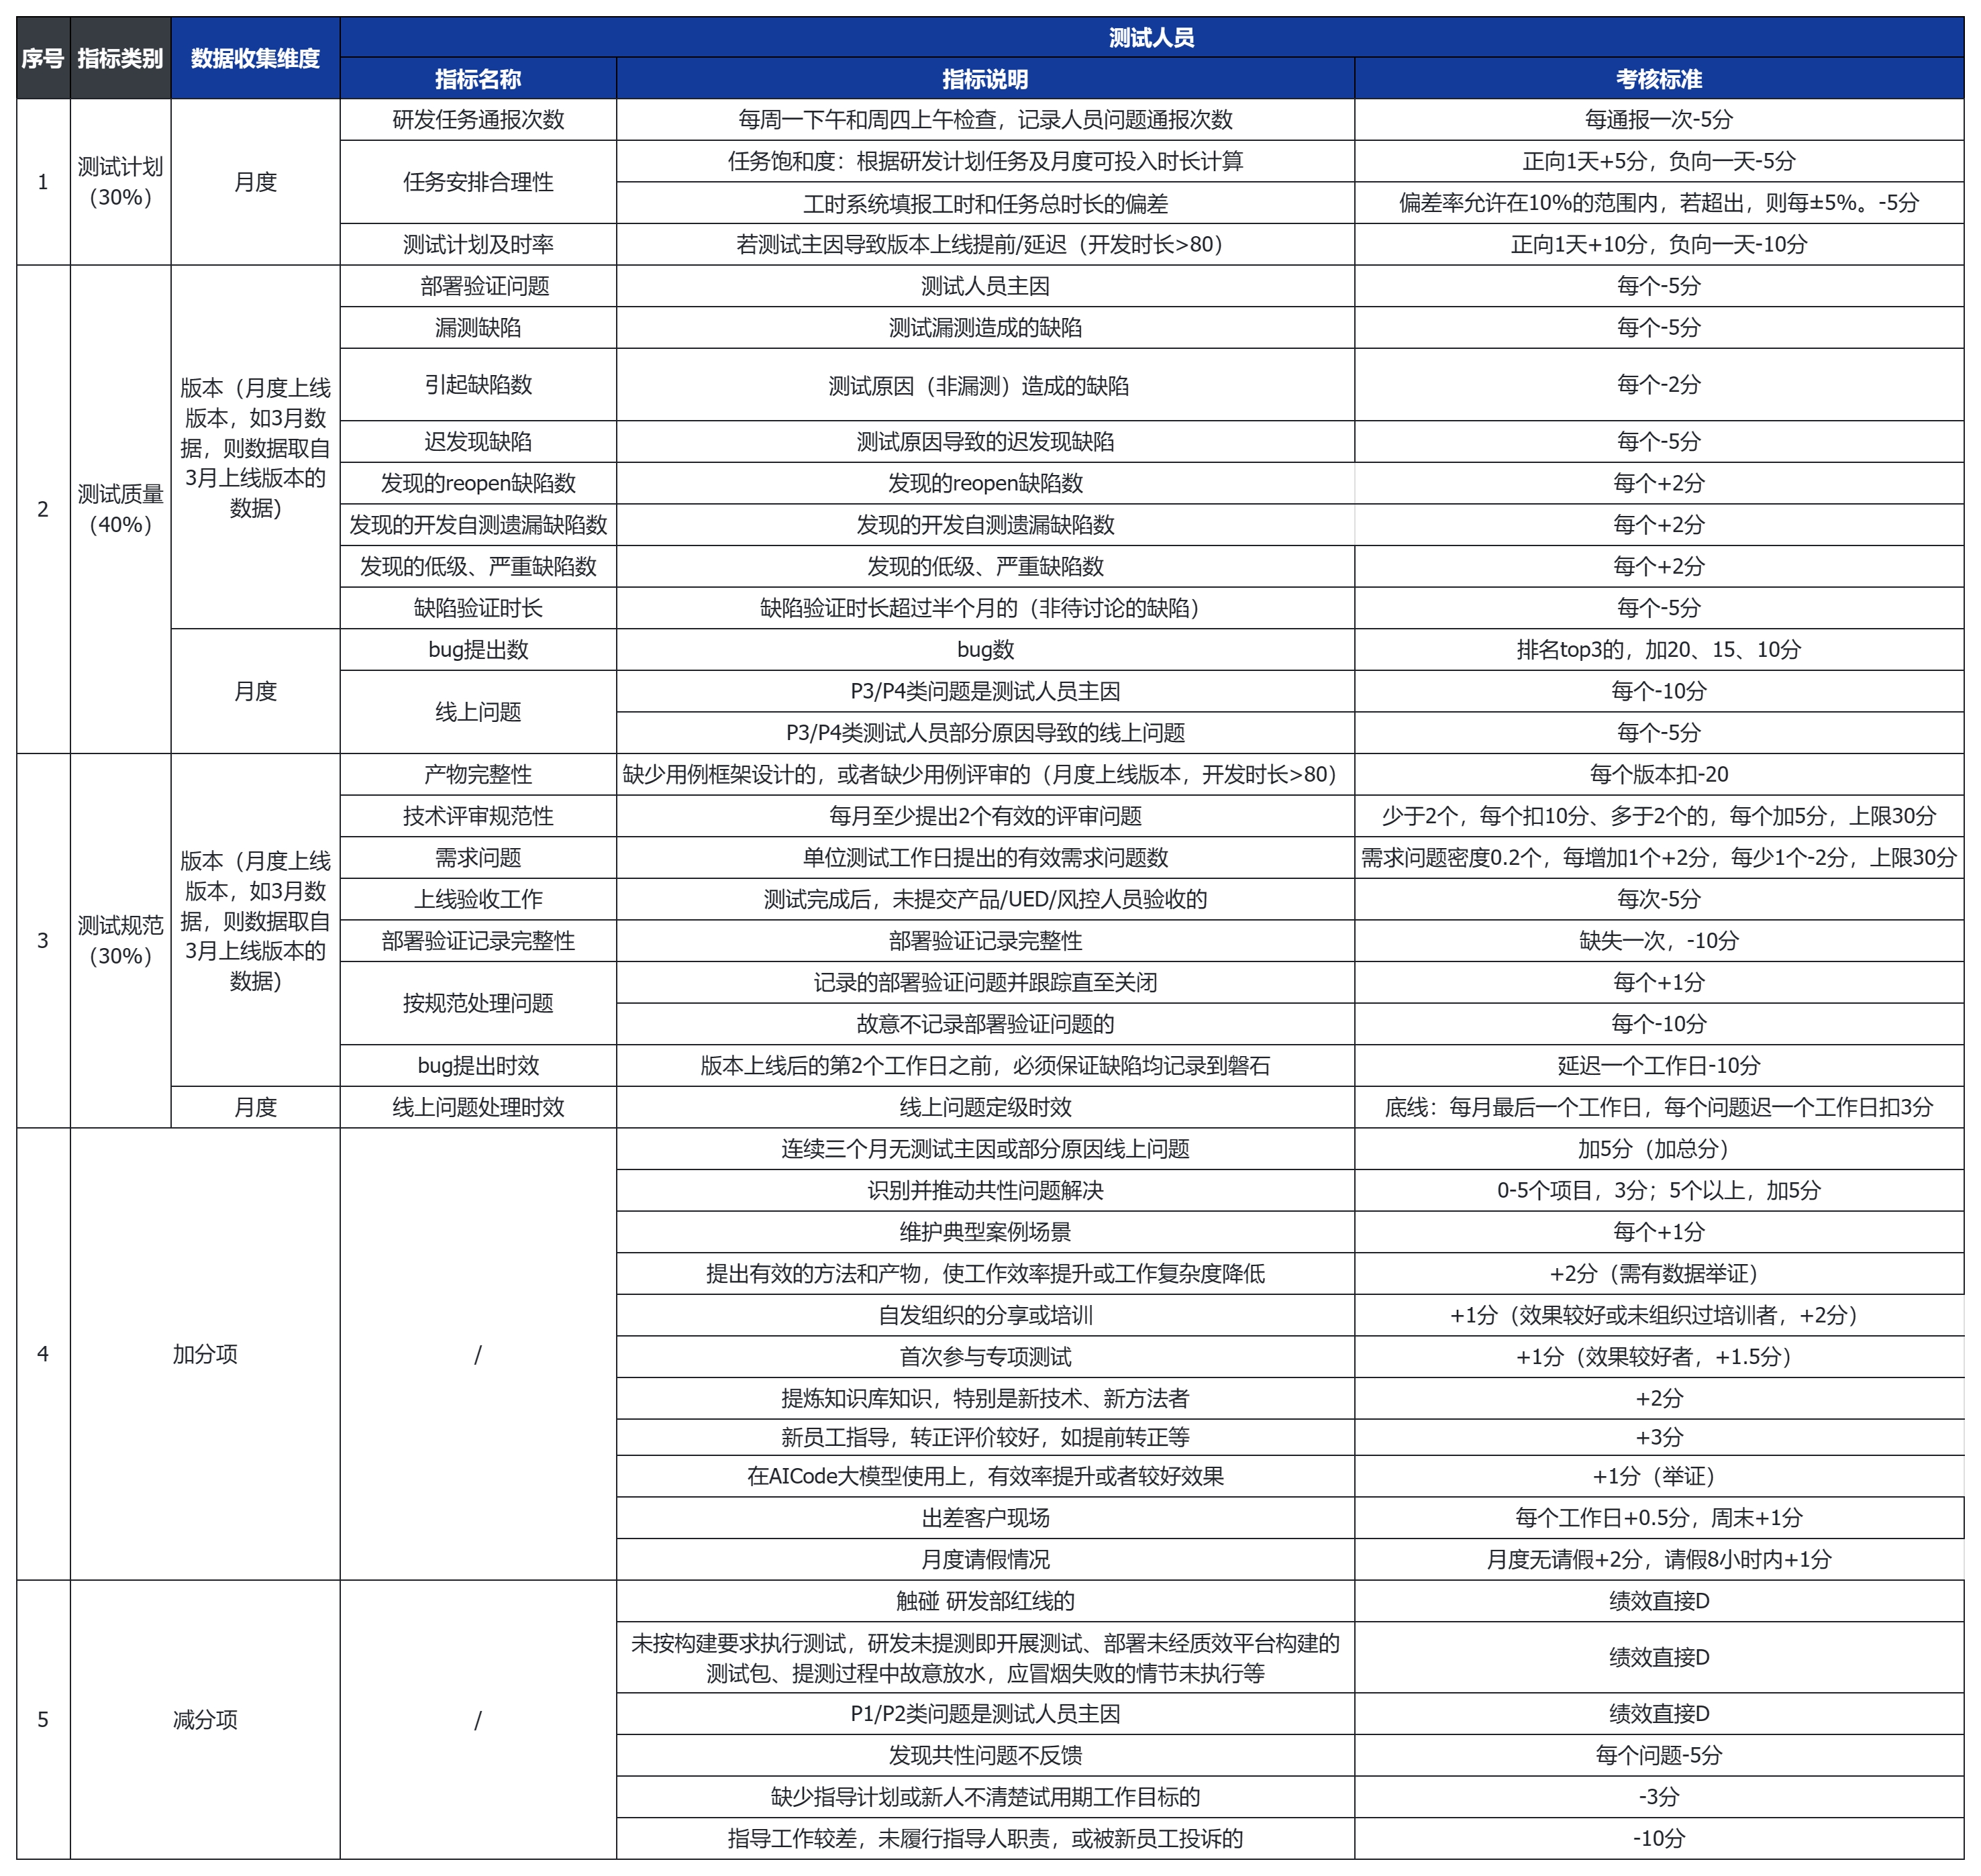 序号
指标类别
数据收集维度
测试人员
指标名称
指标说明
考核标准
1
测试计划
（30%）
月度
研发任务通报次数
每周一下午和周四上午检查，记录人员问题通报次数
每通报一次-5分
任务安排合理性
任务饱和度：根据研发计划任务及月度可投入时长计算
正向1天+5分，负向一天-5分
工时系统填报工时和任务总时长的偏差
偏差率允许在10%的范围内，若超出，则每±5%。-5分
测试计划及时率
若测试主因导致版本上线提前/延迟（开发时长>80）
正向1天+10分，负向一天-10分
2
测试质量
（40%）
版本（月度上线
版本，如3月数
据，则数据取自
3月上线版本的
数据)
部署验证问题
测试人员主因
每个-5分
漏测缺陷
测试漏测造成的缺陷
每个-5分
引起缺陷数
测试原因（非漏测）造成的缺陷
每个-2分
迟发现缺陷
测试原因导致的迟发现缺陷
每个-5分
发现的reopen缺陷数
发现的reopen缺陷数
每个+2分
发现的开发自测遗漏缺陷数
发现的开发自测遗漏缺陷数
每个+2分
发现的低级、严重缺陷数
发现的低级、严重缺陷数
每个+2分
缺陷验证时长
缺陷验证时长超过半个月的（非待讨论的缺陷）
每个-5分
月度
bug提出数
bug数
排名top3的，加20、15、10分
线上问题
P3/P4类问题是测试人员主因
每个-10分
P3/P4类测试人员部分原因导致的线上问题
每个-5分
3
测试规范
（30%）
版本（月度上线
版本，如3月数
据，则数据取自
3月上线版本的
数据)
产物完整性
缺少用例框架设计的，或者缺少用例评审的（月度上线版本，开发时长>80）
每个版本扣-20
技术评审规范性
每月至少提出2个有效的评审问题
少于2个，每个扣10分、多于2个的，每个加5分，上限30分
需求问题
单位测试工作日提出的有效需求问题数
需求问题密度0.2个，每增加1个+2分，每少1个-2分，上限30分
上线验收工作
测试完成后，未提交产品/UED/风控人员验收的
每次-5分
部署验证记录完整性
部署验证记录完整性
缺失一次，-10分
按规范处理问题
记录的部署验证问题并跟踪直至关闭
每个+1分
故意不记录部署验证问题的
每个-10分
bug提出时效
版本上线后的第2个工作日之前，必须保证缺陷均记录到磐石
延迟一个工作日-10分
月度
线上问题处理时效
线上问题定级时效
底线：每月最后一个工作日，每个问题迟一个工作日扣3分
4
加分项
/
连续三个月无测试主因或部分原因线上问题
加5分（加总分）
识别并推动共性问题解决
0-5个项目，3分；5个以上，加5分
维护典型案例场景
每个+1分
提出有效的方法和产物，使工作效率提升或工作复杂度降低
+2分（需有数据举证）
自发组织的分享或培训
+1分（效果较好或未组织过培训者，+2分）
首次参与专项测试
+1分（效果较好者，+1.5分）
提炼知识库知识，特别是新技术、新方法者
+2分
新员工指导，转正评价较好，如提前转正等
+3分
在AICode大模型使用上，有效率提升或者较好效果
+1分（举证）
出差客户现场
每个工作日+0.5分，周末+1分
月度请假情况
月度无请假+2分，请假8小时内+1分
5
减分项
/
触碰 研发部红线的
绩效直接D
未按构建要求执行测试，研发未提测即开展测试、部署未经质效平台构建的
测试包、提测过程中故意放水，应冒烟失败的情节未执行等
绩效直接D
P1/P2类问题是测试人员主因
绩效直接D
发现共性问题不反馈
每个问题-5分
缺少指导计划或新人不清楚试用期工作目标的
-3分
指导工作较差，未履行指导人职责，或被新员工投诉的
-10分